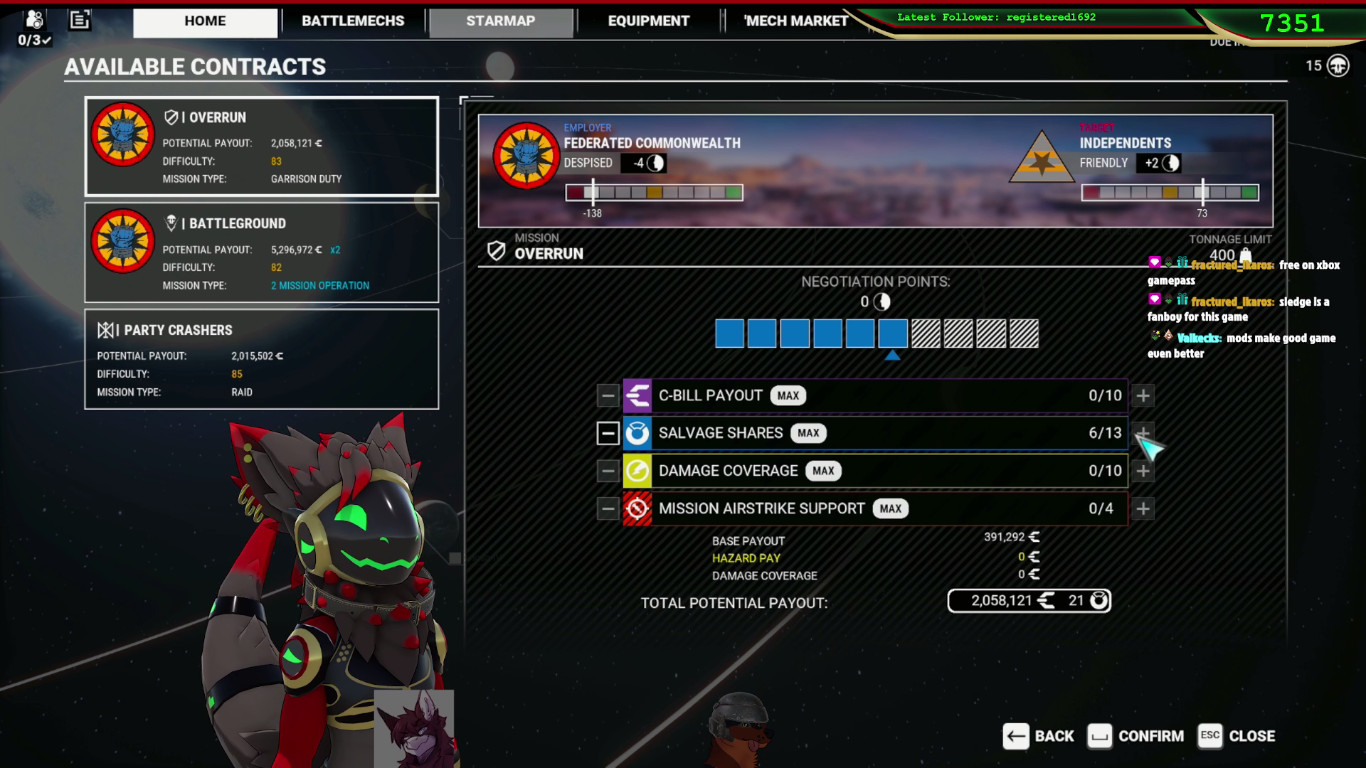 HOME
BATTLEMECHS
STARMAP
EQUIPMENT
'MECH MARKET
Latest Follower: registered1692
7351
0/3✓
15
AVAILABLE CONTRACTS
| OVERRUN
POTENTIAL PAYOUT: 2,058,121
DIFFICULTY: 83
MISSION TYPE: GARRISON DUTY
| BATTLEGROUND
POTENTIAL PAYOUT: 5,296,972 x2
DIFFICULTY: 82
MISSION TYPE: 2 MISSION OPERATION
| PARTY CRASHERS
POTENTIAL PAYOUT: 2,015,502
DIFFICULTY: 85
MISSION TYPE: RAID
EMPLOYER
FEDERATED COMMONWEALTH
DESPISED -4
-138
TARGET
INDEPENDENTS
FRIENDLY +2
73
MISSION
OVERRUN
TONNAGE LIMIT
400
fractured_ikaros: free on xbox
gamepass
fractured_ikaros: sledge is a
fanboy for this game
Valkecks: mods make good game
even better
NEGOTIATION POINTS:
0
C-BILL PAYOUT MAX 0/10
SALVAGE SHARES MAX 6/13
DAMAGE COVERAGE MAX 0/10
MISSION AIRSTRIKE SUPPORT MAX 0/4
BASE PAYOUT 391,292
HAZARD PAY 0
DAMAGE COVERAGE 0
TOTAL POTENTIAL PAYOUT: 2,058,121 21
BACK
CONFIRM
ESC CLOSE